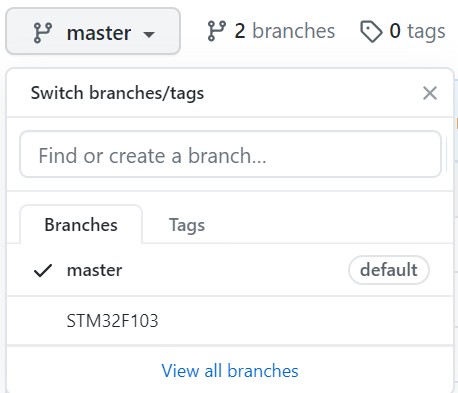 master 2 branches 0 tags
Switch branches/tags
Find or create a branch...
Branches Tags
master default
STM32F103
View all branches